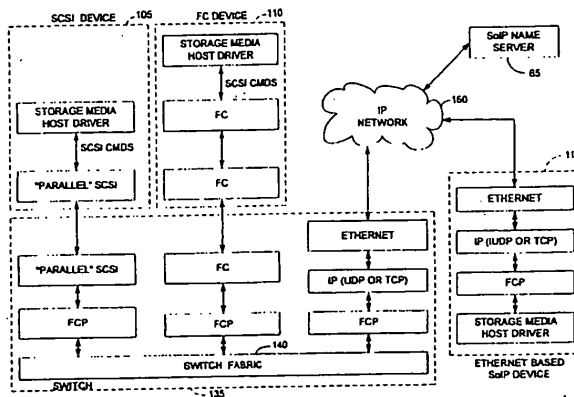 SCSI DEVICE
105
FC DEVICE
110
STORAGE MEDIA
HOST DRIVER
SCSI CMDS
FC
FC
STORAGE MEDIA
HOST DRIVER
SCSI CMDS
"PARALLEL" SCSI
SoIP NAME
SERVER
65
IP
NETWORK
160
ETHERNET
IP (UDP OR TCP)
FCP
STORAGE MEDIA
HOST DRIVER
ETHERNET BASED
SoIP DEVICE
"PARALLEL" SCSI
FCP
FC
FCP
ETHERNET
IP (UDP OR TCP)
FCP
140
SWITCH FABRIC
SWITCH
135